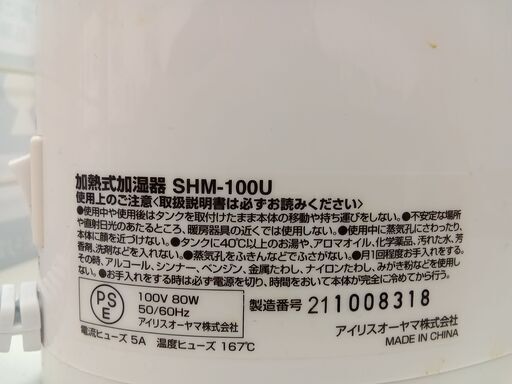 加熱式加湿器 SHM-100U
使用上のご注意<取扱説明書は必ずお読みください>
●使用中や使用後はタンクを取付けたまま本体の移動や持ち運びをしない。●不安定な場所
や直射日光のあたるところ、暖房器具の近くでは使用しない。●使用中に蒸気孔にさわったり、
本体に顔を近づけない。●タンクに40℃以上のお湯や、アロマオイル、化学薬品、汚れた水、芳
香剤、洗剤などを入れない。●蒸気孔をふきんなどでふさがない。●月1回程度お手入れをする。
その時、アルコール、シンナー、ベンジン、金属たわし、ナイロンたわし、みがき粉などを使用し
ない。●お手入れをする時は必ず電源を切り、時間をおいて本体が完全に冷めてから行う。
PS
E
100V 80W
50/60Hz
アイリスオーヤマ株式会社
製造番号 211008318
電流ヒューズ 5A 温度ヒューズ 167℃
アイリスオーヤマ株式会社
MADE IN CHINA